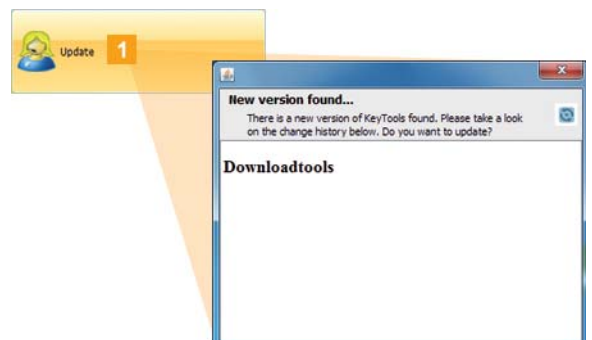 Update 1
New version found...
There is a new version of KeyTools found. Please take a look
on the change history below. Do you want to update?
Downloadtools